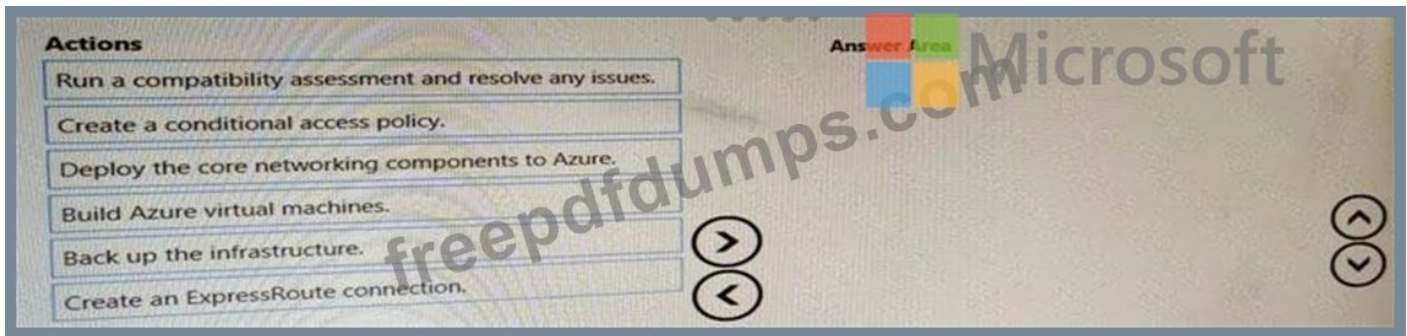 Actions
Answer Area
Microsoft
Run a compatibility assessment and resolve any issues.
Create a conditional access policy.
Deploy the core networking components to Azure.
Build Azure virtual machines.
Back up the infrastructure.
Create an ExpressRoute connection.
freepdfdumps.com